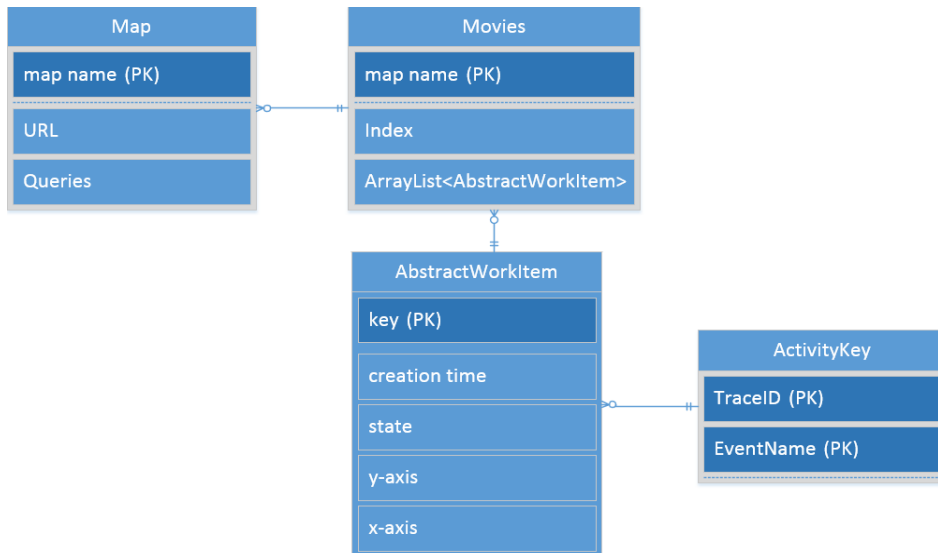 Map
map name (PK)
URL
Queries
Movies
map name (PK)
Index
ArrayList<AbstractWorkItem>
AbstractWorkItem
key (PK)
creation time
state
y-axis
x-axis
ActivityKey
TraceID (PK)
EventName (PK)